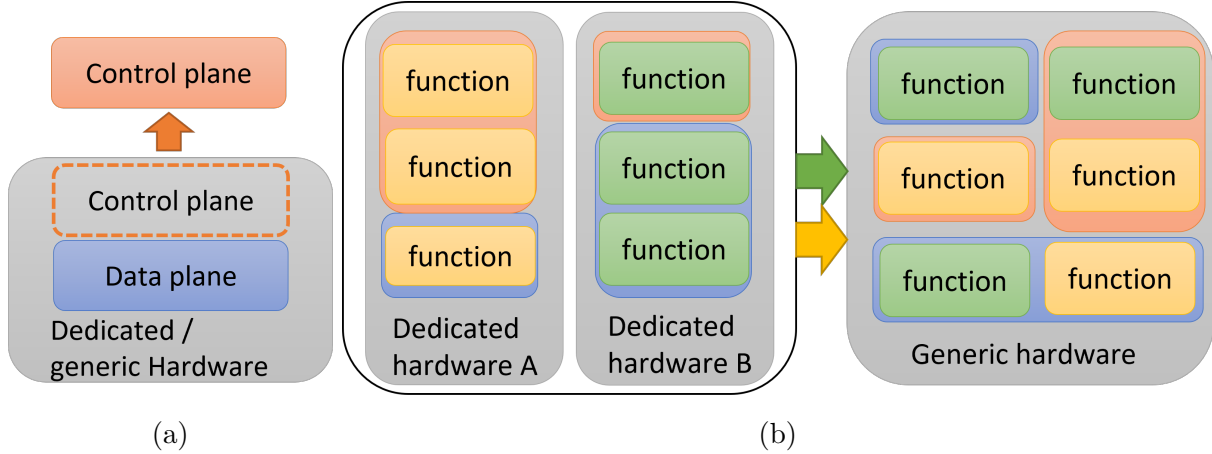 Control plane
Control plane
Data plane
Dedicated /
generic Hardware
(a)
function
function
function
Dedicated
hardware A
function
function
function
Dedicated
hardware B
function
function
function
function
function
function
Generic hardware
(b)